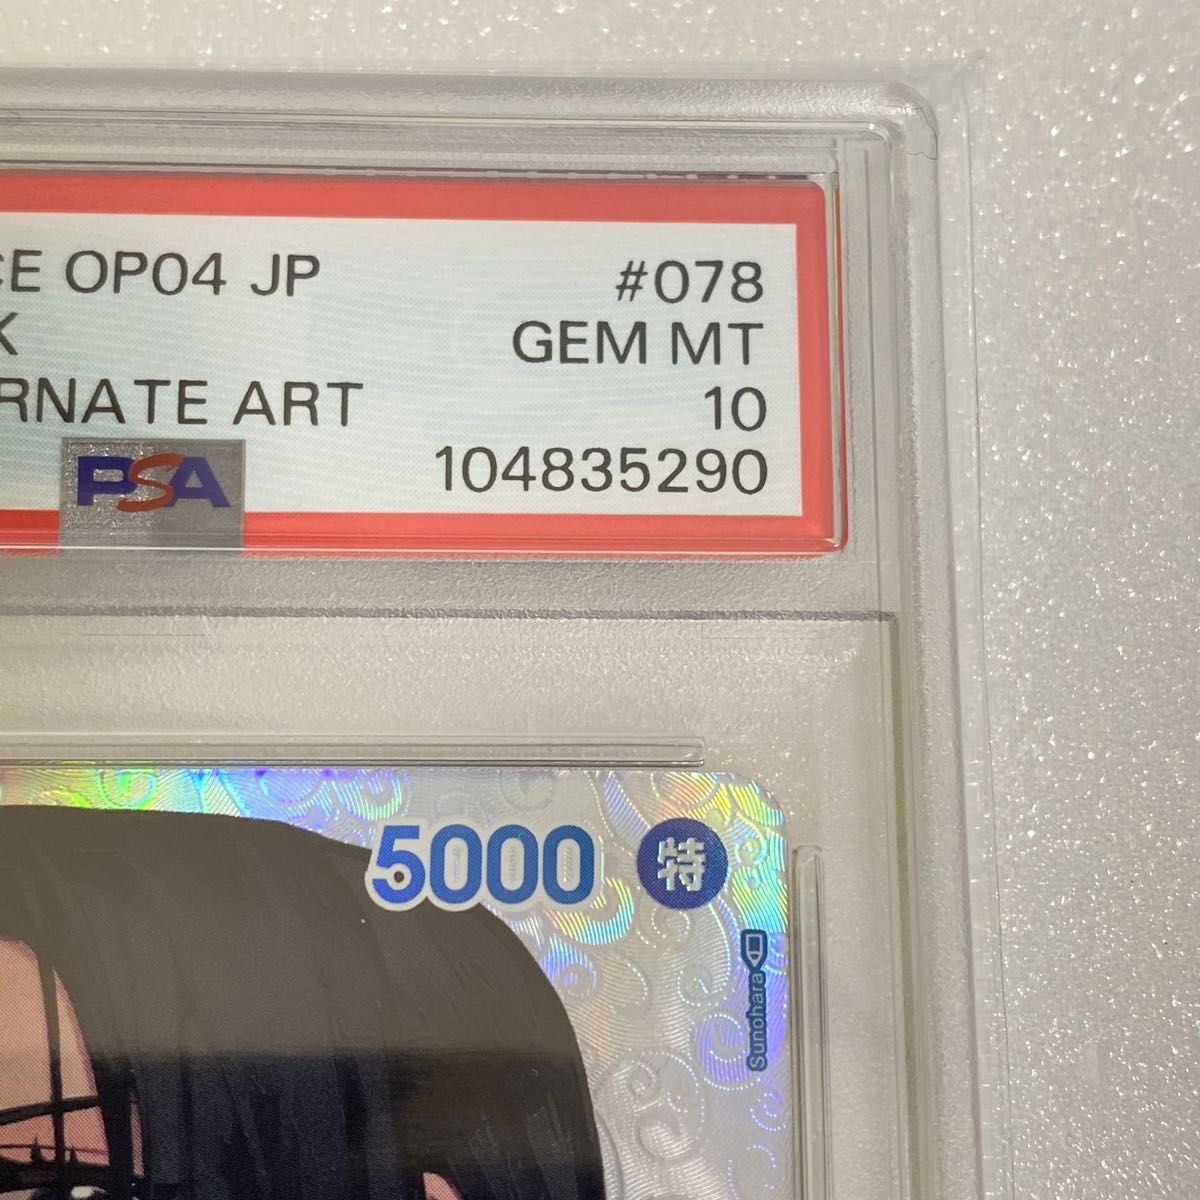 CE OP04 JP #078
K GEM MT
RNATE ART 10
PSA 104835290
5000 特
Sunohara